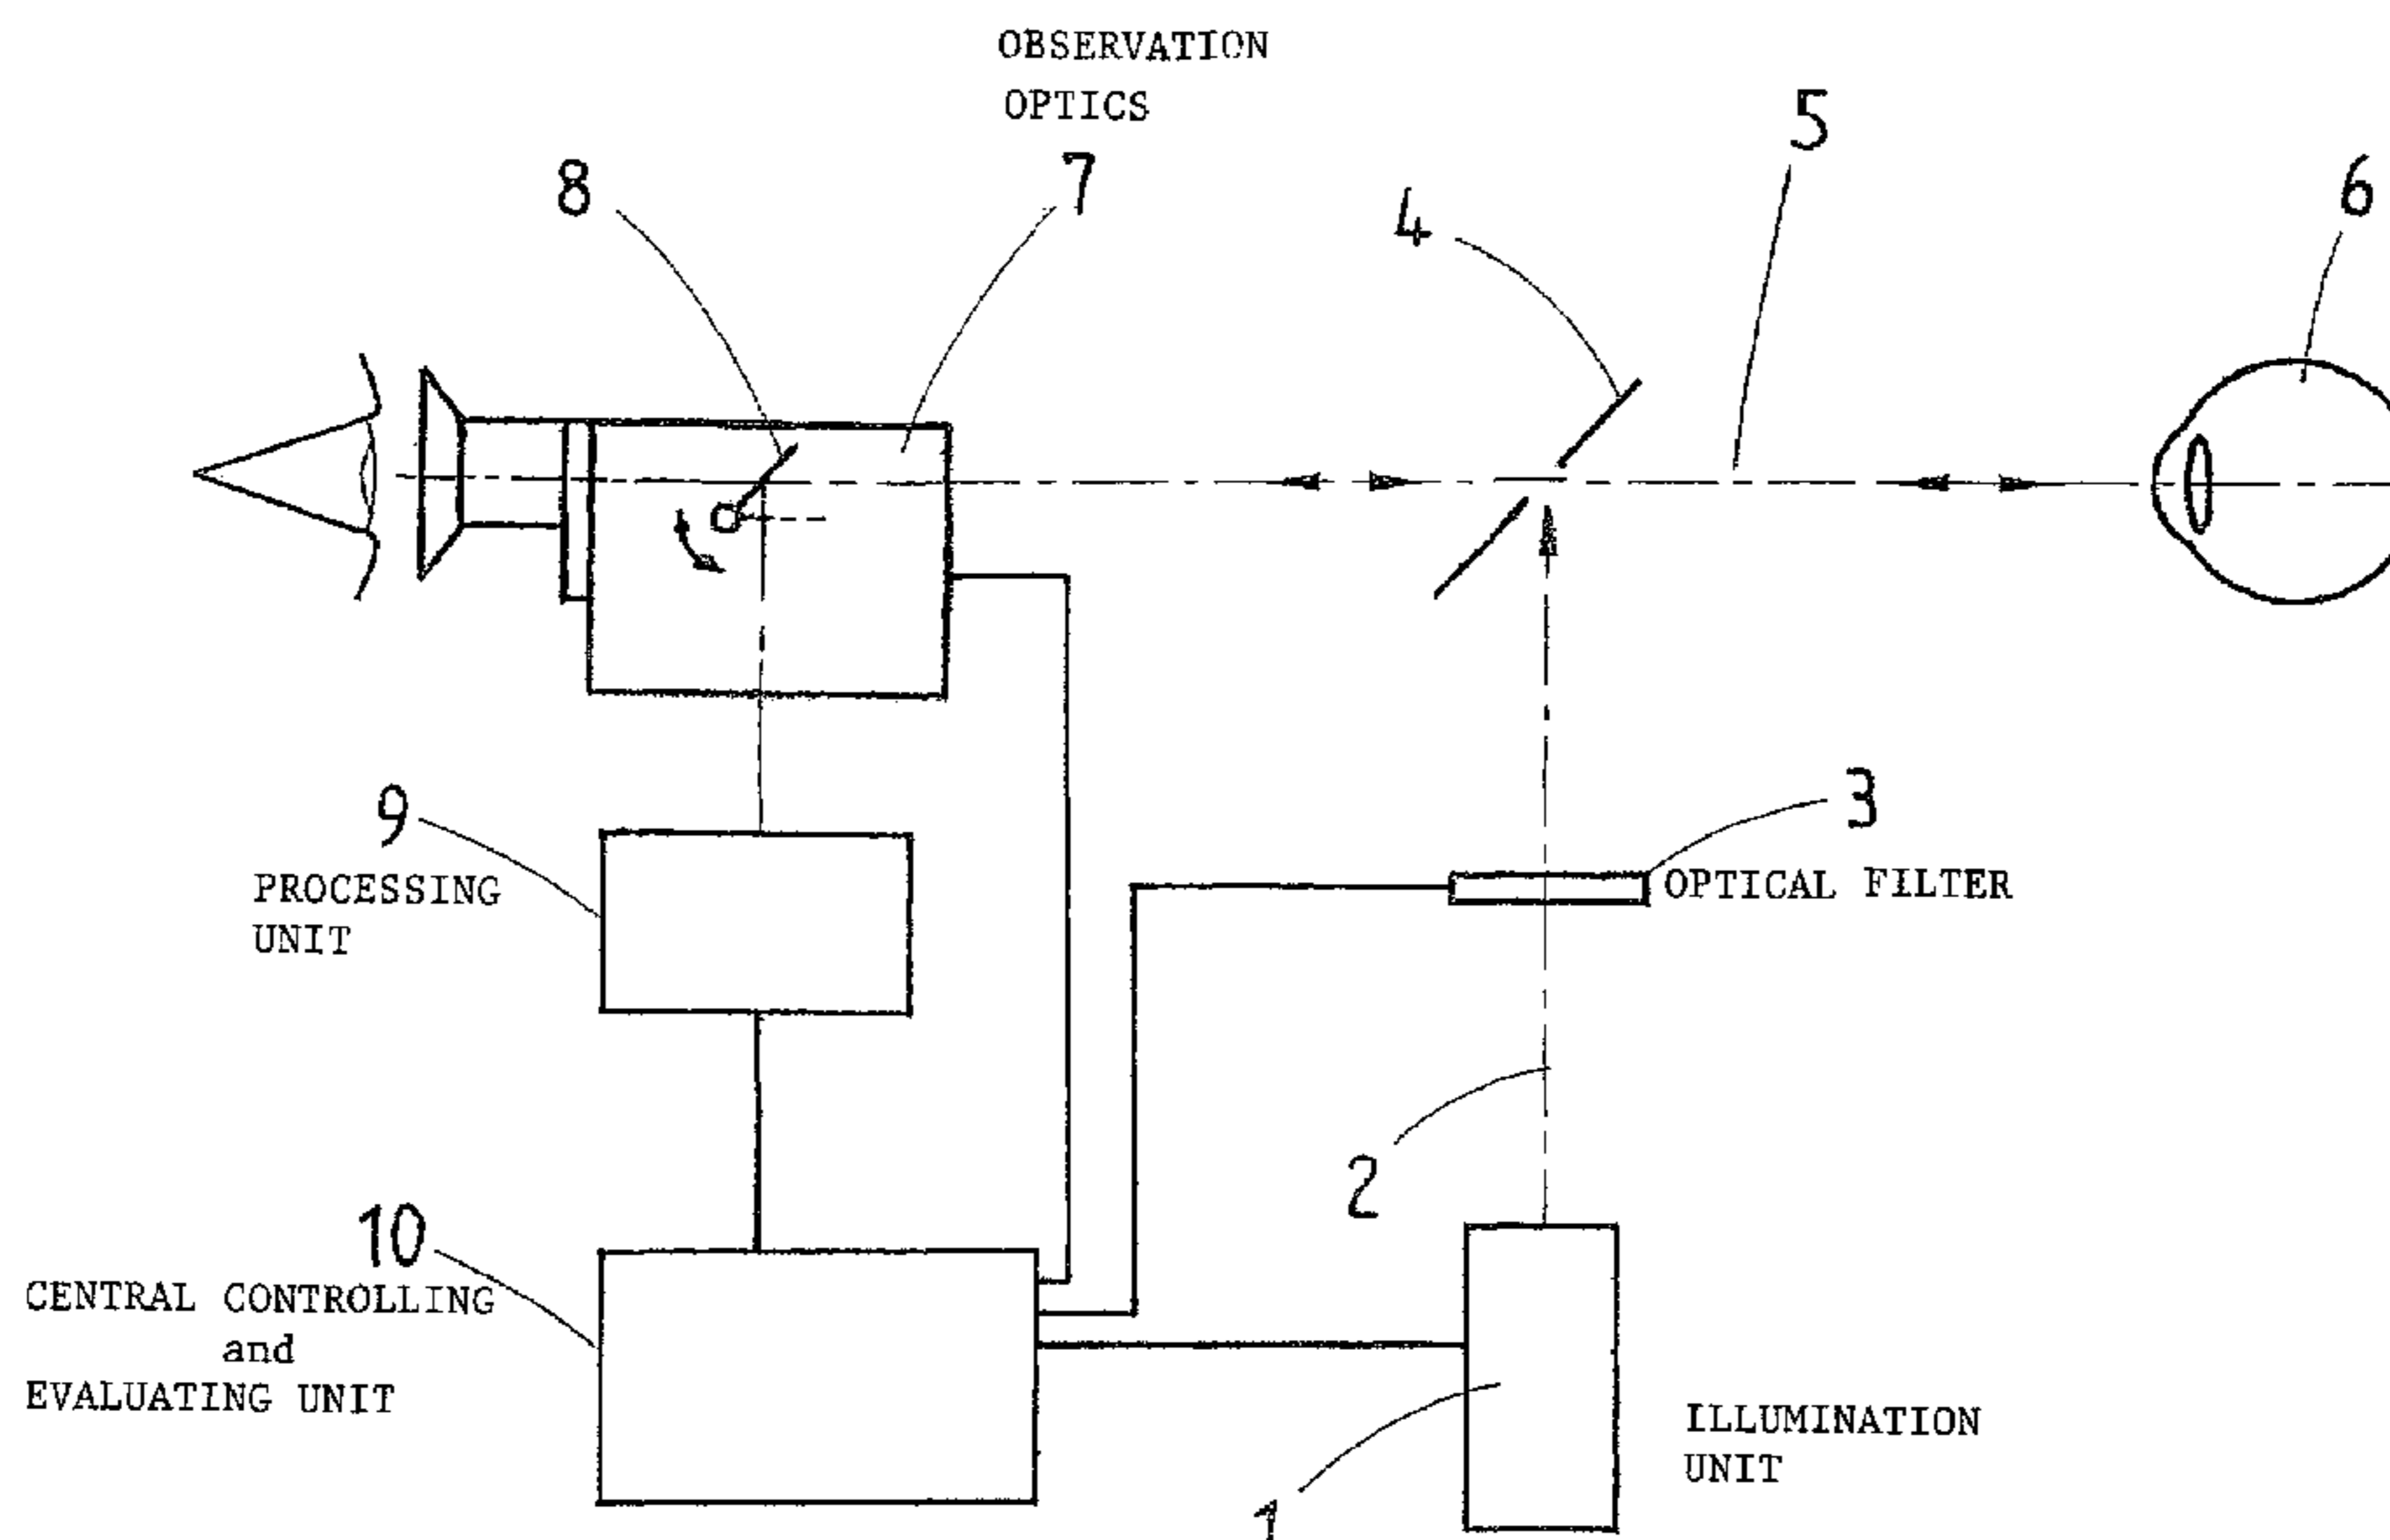 OBSERVATION
OPTICS
5
8
7
4
6
9
PROCESSING
UNIT
3
OPTICAL FILTER
2
10
CENTRAL CONTROLLING
and
EVALUATING UNIT
ILLUMINATION
UNIT
1